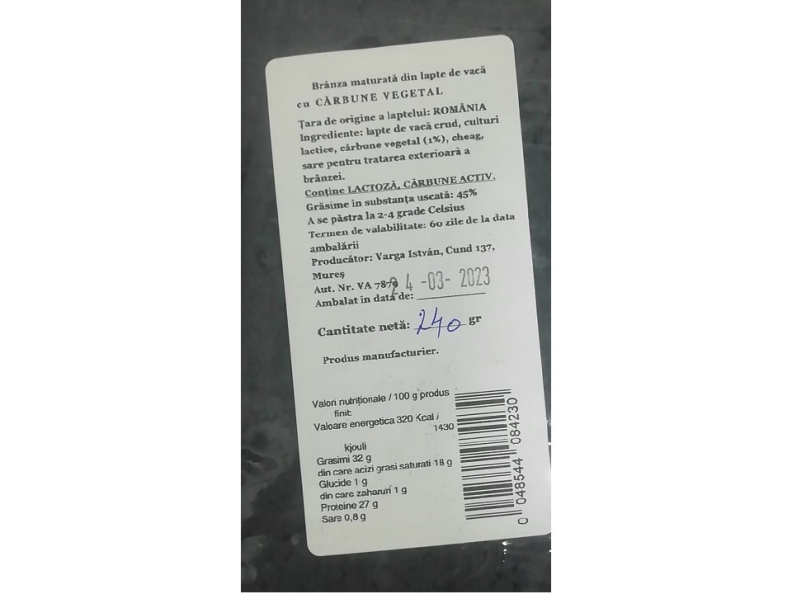 Brânza maturată din lapte de vacă
cu CĂRBUNE VEGETAL
Țara de origine a laptelui: ROMÂNIA
Ingrediente: lapte de vacă crud, culturi
lactice, cărbune vegetal (1%), cheag,
sare pentru tratarea exterioară a
brânzei.
Conține LACTOZĂ, CĂRBUNE ACTIV.
Grăsime in substanța uscată: 45%
A se păstra la 2-4 grade Celsius
Termen de valabilitate: 60 zile de la data
ambalării
Producător: Varga István, Cund 137,
Mureș
Aut. Nr. VA 7879
24 -03- 2023
Ambalat in data de:
Cantitate netă: 240 gr
Produs manufacturier.
Valori nutriționale / 100 g produs
finit:
Valoare energetica 320 Kcal /
1430
kjouli
Grasimi 32 g
din care acizi grasi saturati 18 g
Glucide 1 g
din care zaharuri 1 g
Proteine 27 g
Sare 0,8 g
0 048544 084230